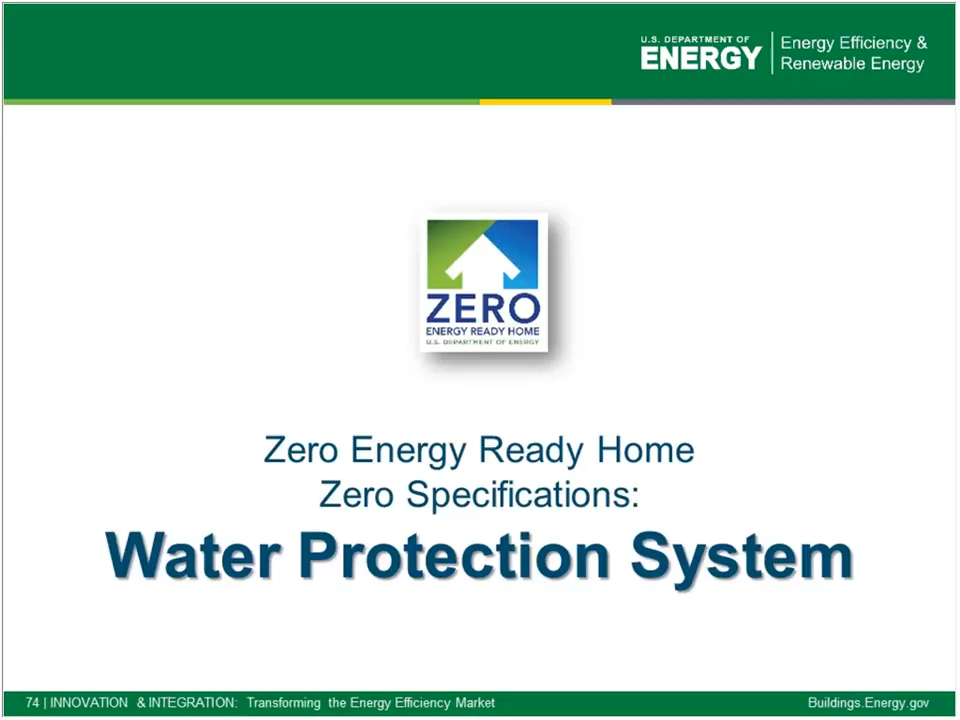 U.S. DEPARTMENT OF
ENERGY
Energy Efficiency &
Renewable Energy
ZERO
ENERGY READY HOME
U.S. DEPARTMENT OF ENERGY
Zero Energy Ready Home
Zero Specifications:
Water Protection System
74 | INNOVATION & INTEGRATION: Transforming the Energy Efficiency Market
Buildings.Energy.gov